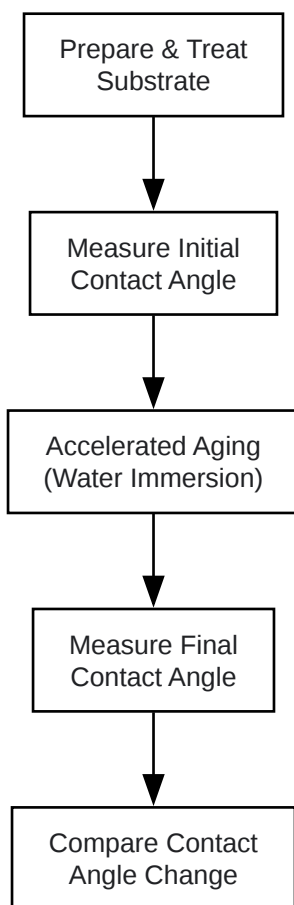 Prepare & Treat
Substrate
Measure Initial
Contact Angle
Accelerated Aging
(Water Immersion)
Measure Final
Contact Angle
Compare Contact
Angle Change